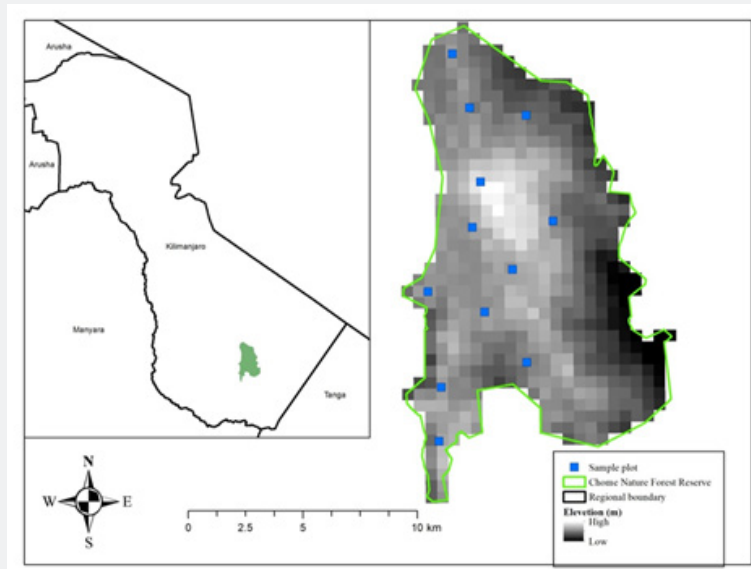 Arusha
Arusha
Kilimanjaro
Manyara
Tanga
N
W
E
S
0 2.5 5 10 km
Sample plot
Chome Nature Forest Reserve
Regional boundary
Elevetion (m)
High
Low